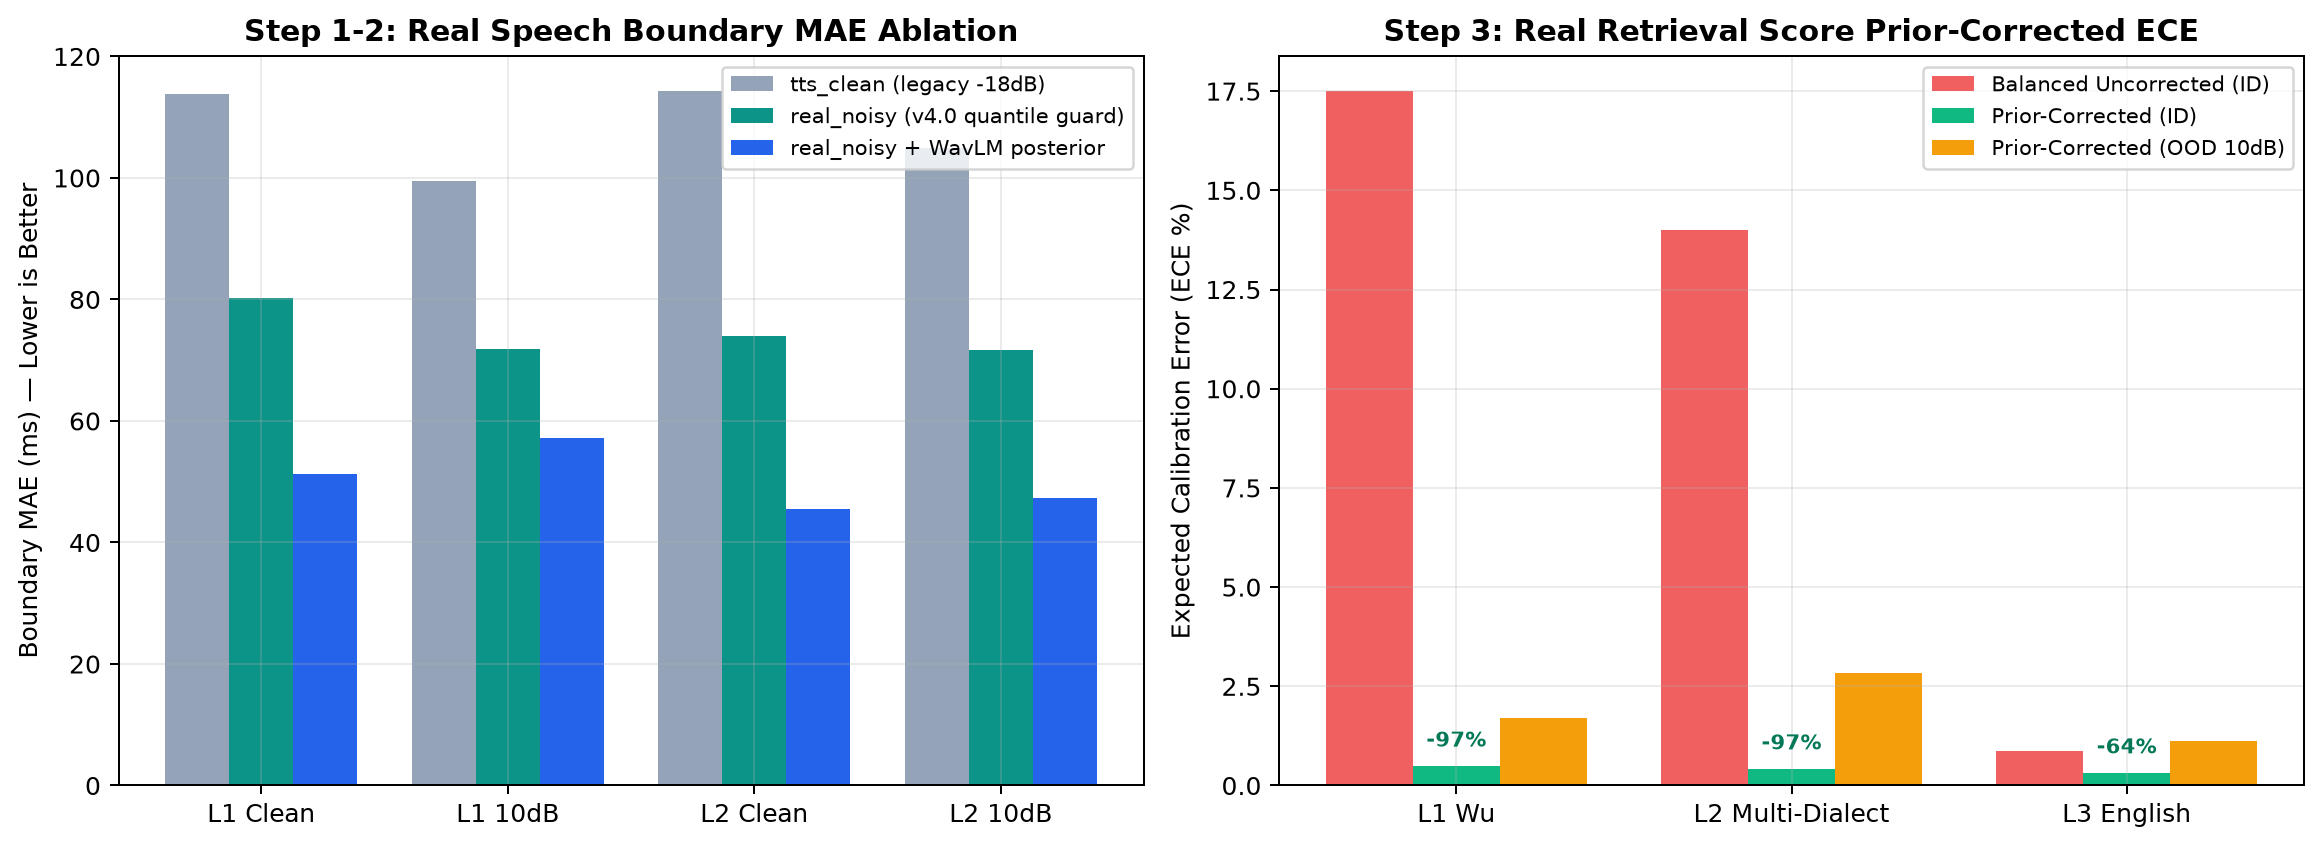 Step 1-2: Real Speech Boundary MAE Ablation
Boundary MAE (ms) — Lower is Better
120
100
80
60
40
20
0
tts_clean (legacy -18dB)
real_noisy (v4.0 quantile guard)
real_noisy + WavLM posterior
L1 Clean
L1 10dB
L2 Clean
L2 10dB
Step 3: Real Retrieval Score Prior-Corrected ECE
Expected Calibration Error (ECE %)
17.5
15.0
12.5
10.0
7.5
5.0
2.5
0.0
Balanced Uncorrected (ID)
Prior-Corrected (ID)
Prior-Corrected (OOD 10dB)
-97%
-97%
-64%
L1 Wu
L2 Multi-Dialect
L3 English